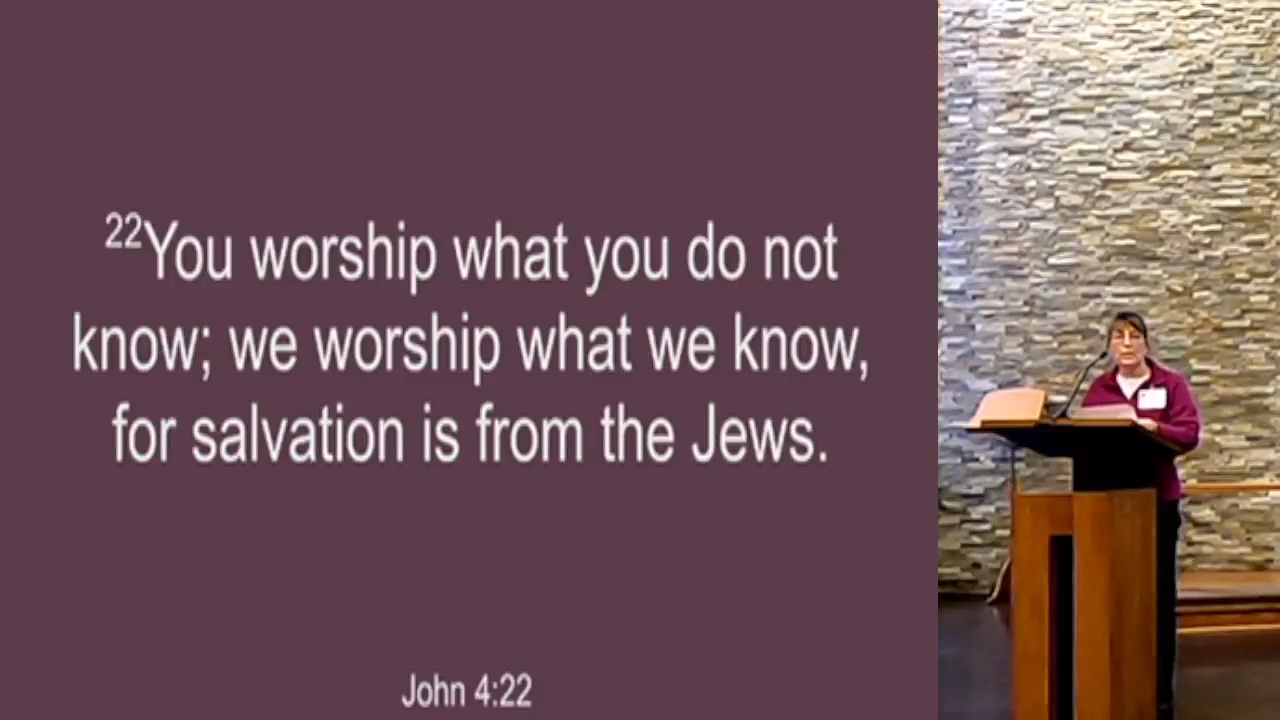 ²²You worship what you do not
know; we worship what we know,
for salvation is from the Jews.
John 4:22